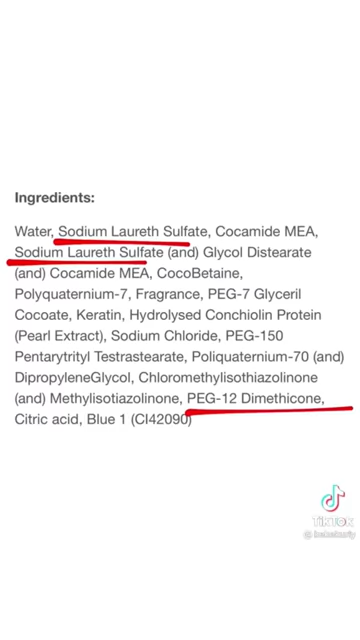 Ingredients:
Water, Sodium Laureth Sulfate, Cocamide MEA,
Sodium Laureth Sulfate (and) Glycol Distearate
(and) Cocamide MEA, CocoBetaine,
Polyquaternium-7, Fragrance, PEG-7 Glyceril
Cocoate, Keratin, Hydrolysed Conchiolin Protein
(Pearl Extract), Sodium Chloride, PEG-150
Pentarytrityl Testrastearate, Poliquaternium-70 (and)
DipropyleneGlycol, Chloromethylisothiazolinone
(and) Methylisotiazolinone, PEG-12 Dimethicone,
Citric acid, Blue 1 (CI42090)
TikTok